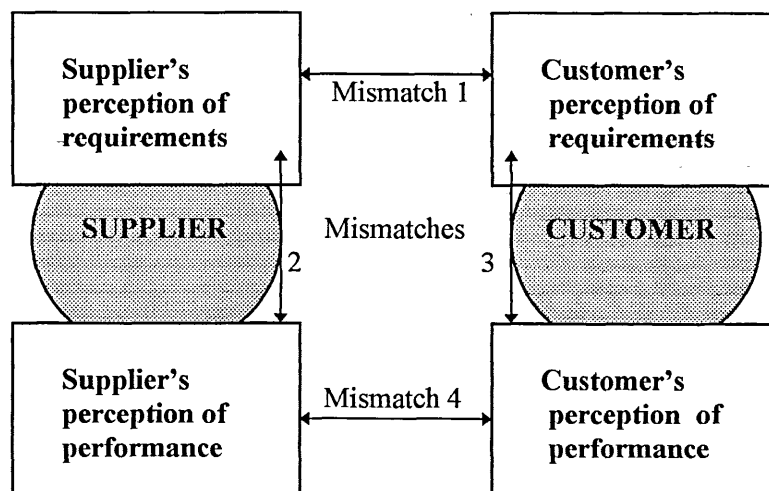 Supplier's
perception of
requirements
Mismatch 1
Customer's
perception of
requirements
SUPPLIER
Mismatches
CUSTOMER
2
3
Supplier's
perception of
performance
Mismatch 4
Customer's
perception of
performance